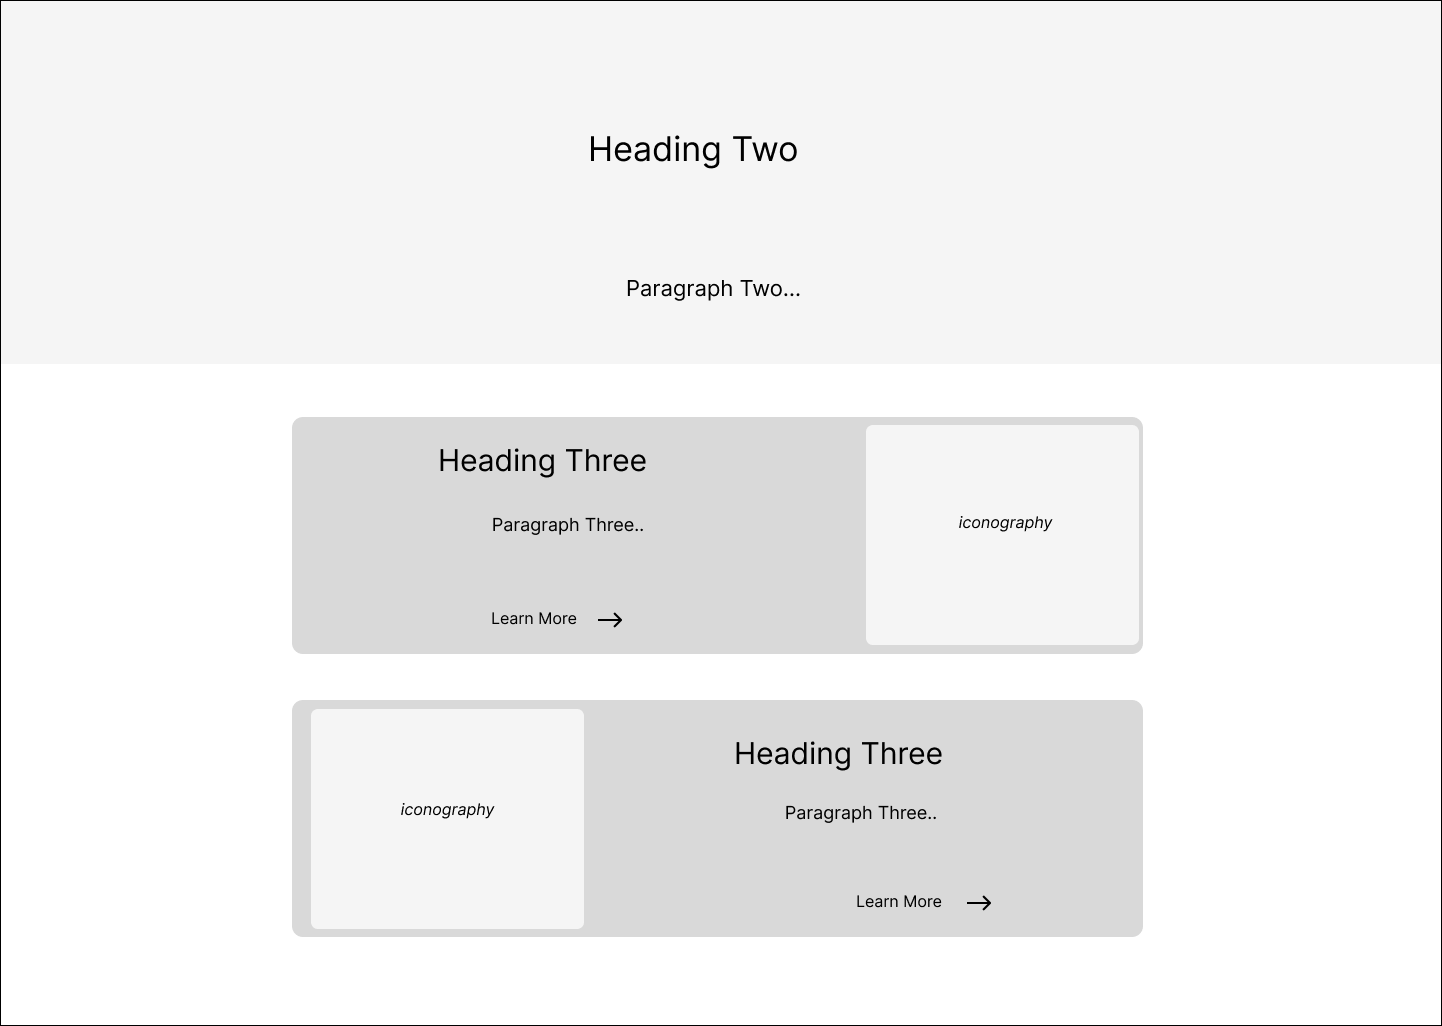 Heading Two
Paragraph Two...
Heading Three
Paragraph Three..
Learn More
iconography
iconography
Heading Three
Paragraph Three..
Learn More